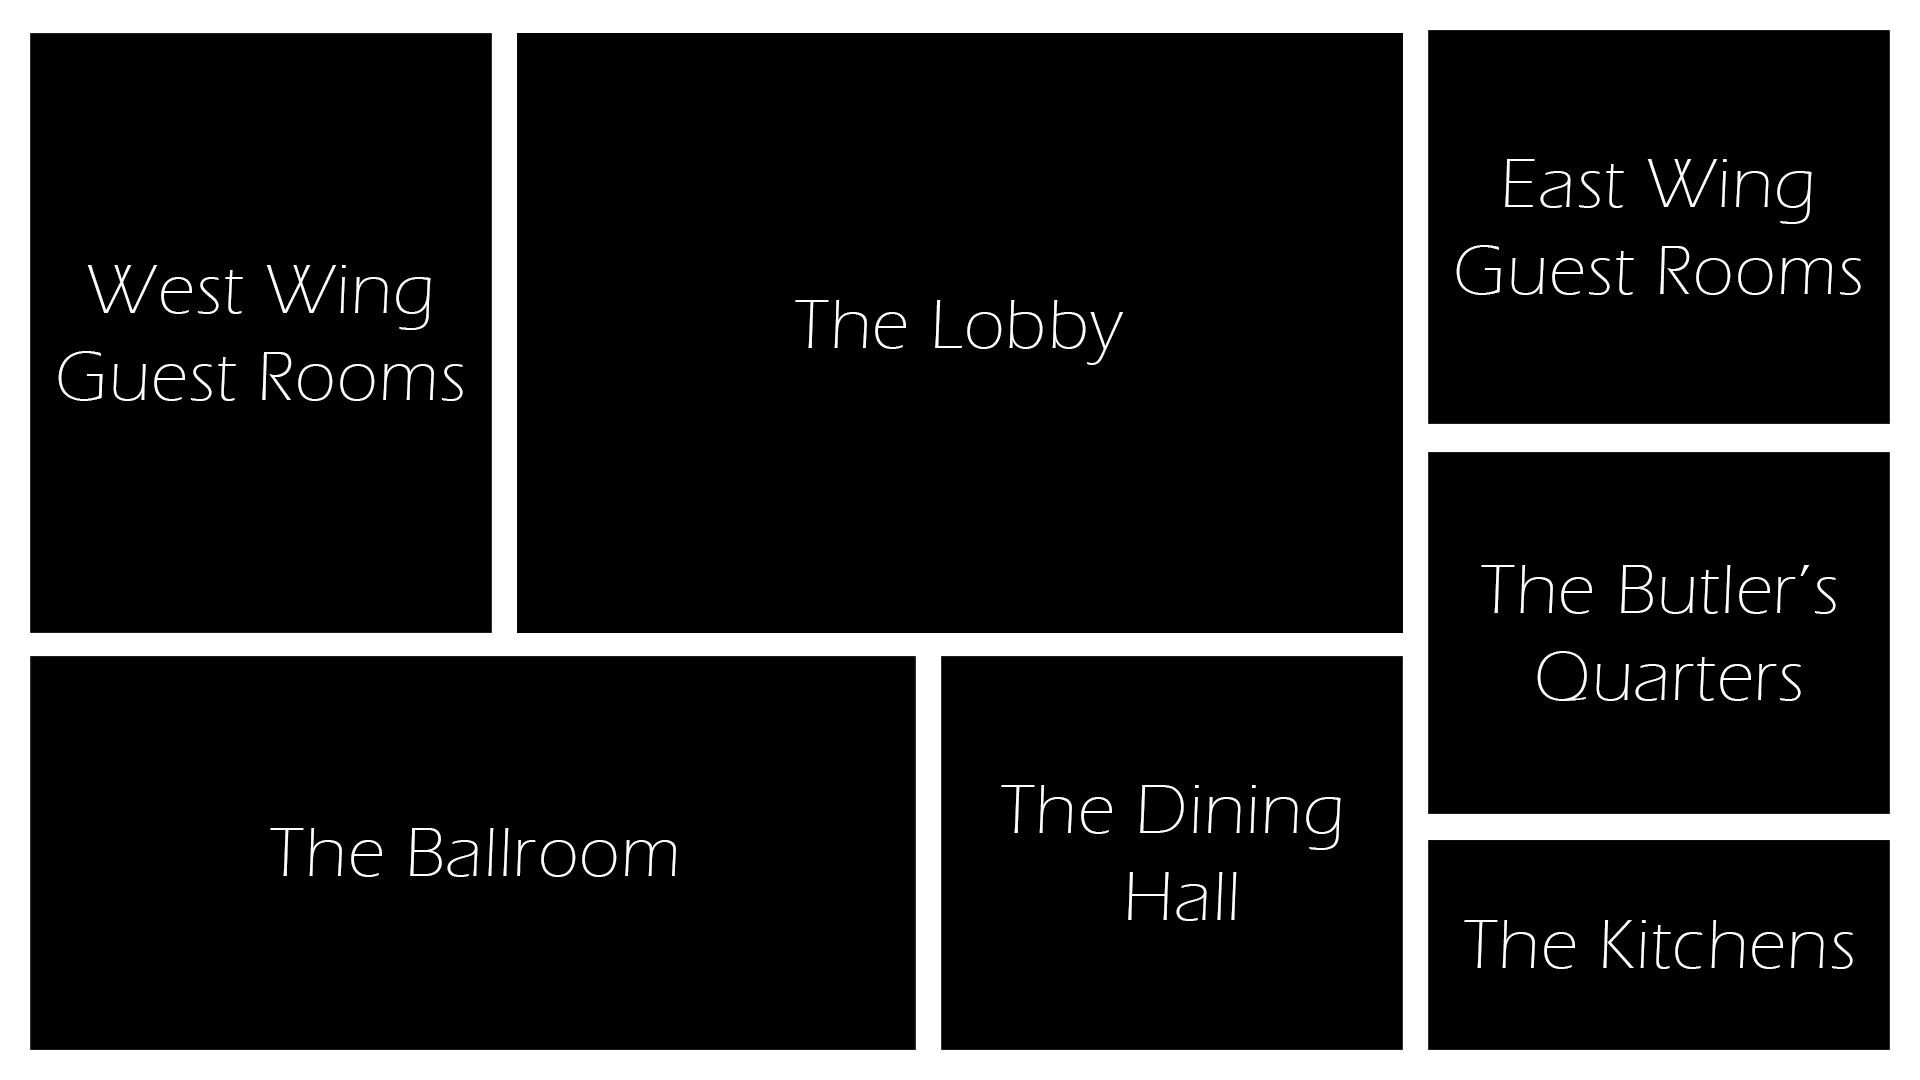 West Wing
Guest Rooms
The Lobby
East Wing
Guest Rooms
The Butler’s
Quarters
The Ballroom
The Dining
Hall
The Kitchens